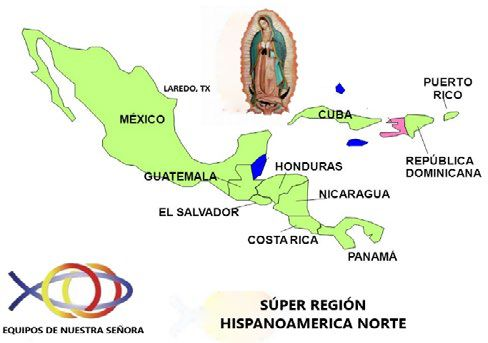 LAREDO, TX
PUERTO
RICO
CUBA
MÉXICO
REPÚBLICA
DOMINICANA
HONDURAS
GUATEMALA
NICARAGUA
EL SALVADOR
COSTA RICA
PANAMÁ
SÚPER REGIÓN
HISPANOAMERICA NORTE
EQUIPOS DE NUESTRA SEÑORA